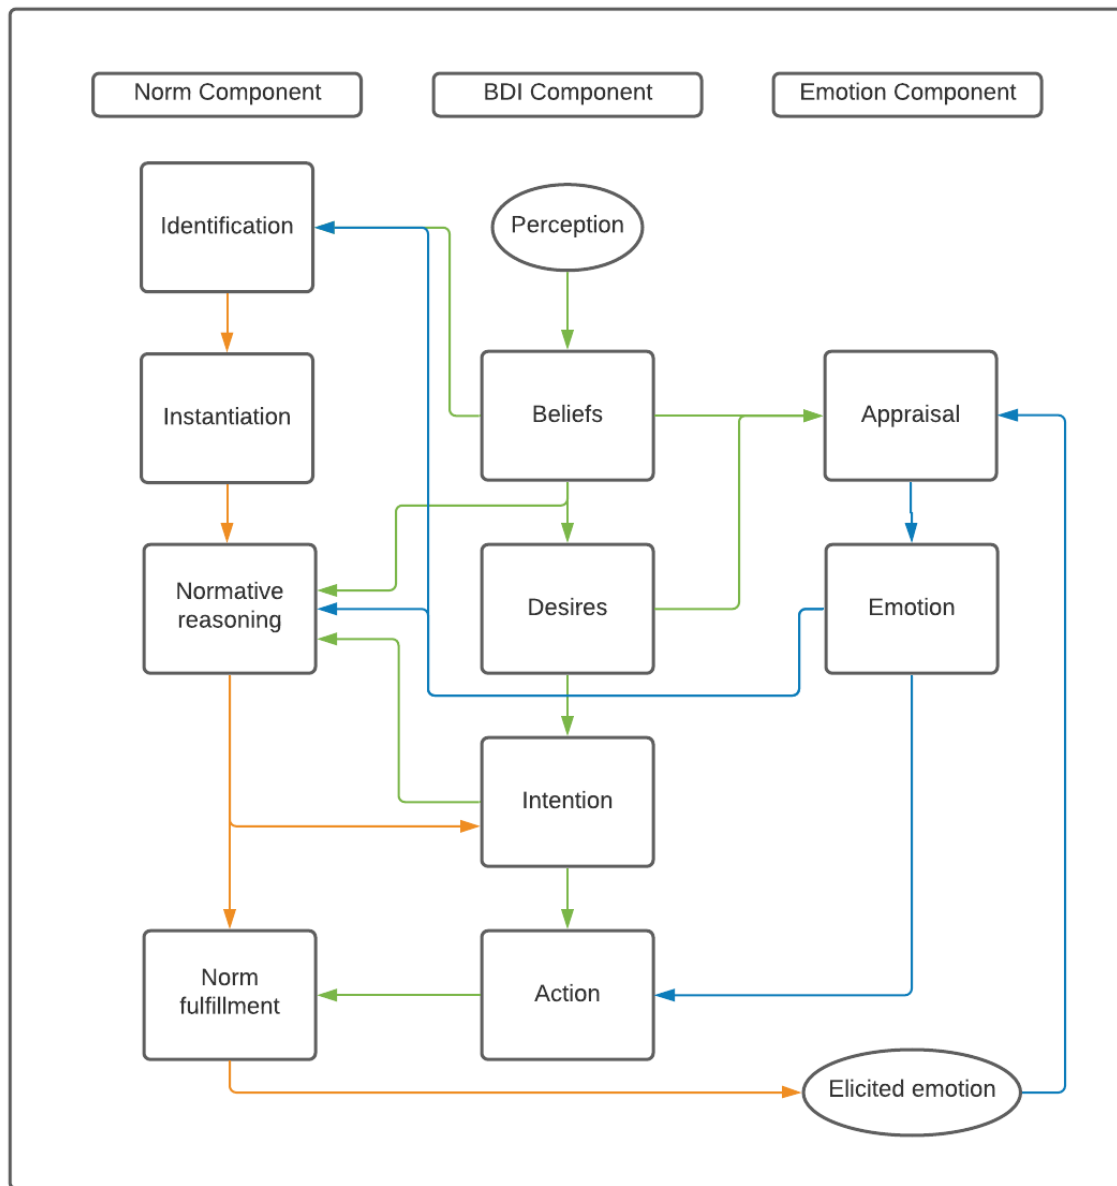 Norm Component
BDI Component
Emotion Component
Identification
Perception
Instantiation
Beliefs
Appraisal
Normative
reasoning
Desires
Emotion
Intention
Norm
fulfillment
Action
Elicited emotion